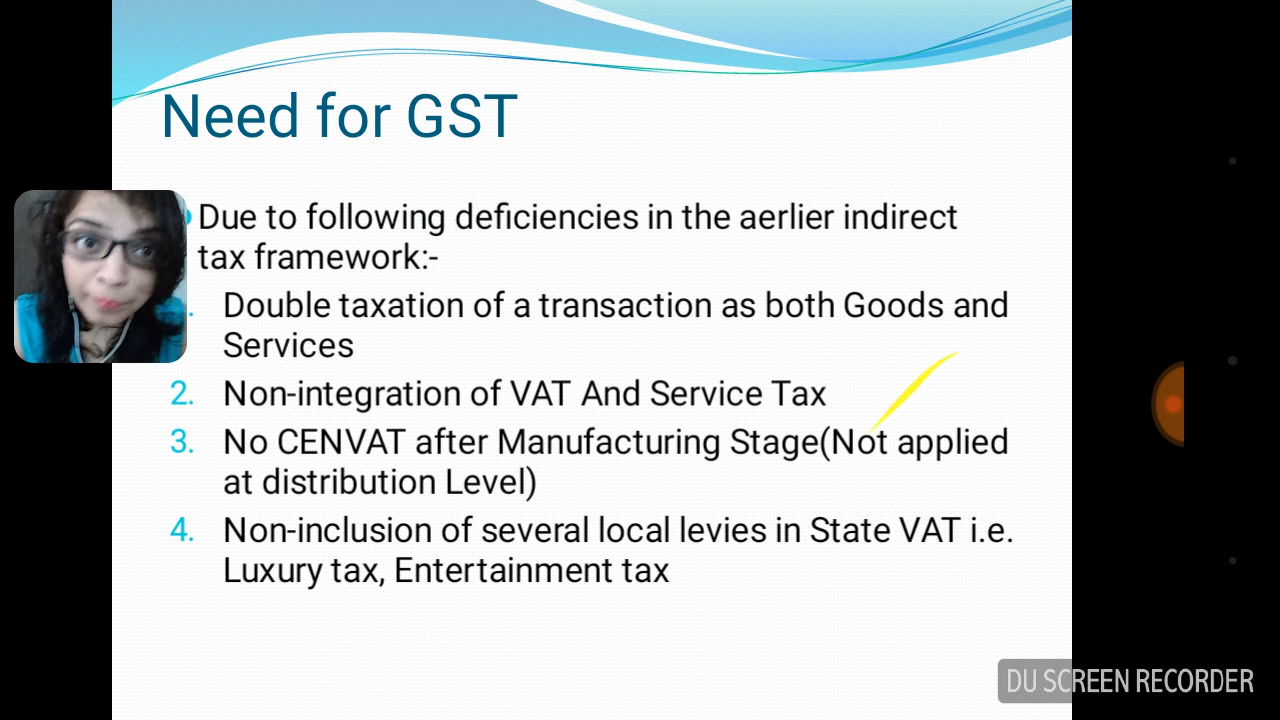 Need for GST
Due to following deficiencies in the aerlier indirect
tax framework:-
Double taxation of a transaction as both Goods and
Services
2. Non-integration of VAT And Service Tax
3. No CENVAT after Manufacturing Stage(Not applied
at distribution Level)
4. Non-inclusion of several local levies in State VAT i.e.
Luxury tax, Entertainment tax
DU SCREEN RECORDER